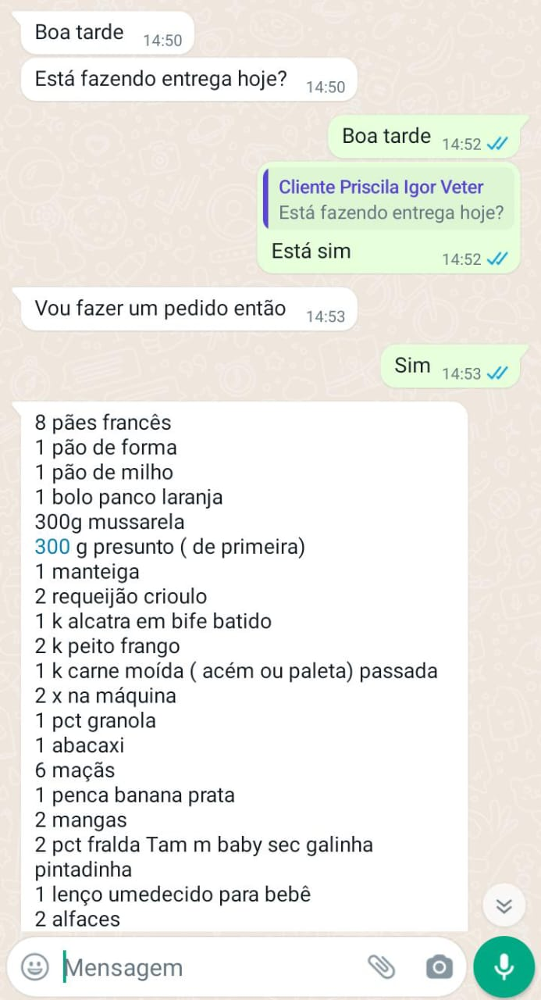 Boa tarde 14:50
Está fazendo entrega hoje? 14:50
Boa tarde 14:52
Cliente Priscila Igor Veter
Está fazendo entrega hoje?
Está sim 14:52
Vou fazer um pedido então 14:53
Sim 14:53
8 pães francês
1 pão de forma
1 pão de milho
1 bolo panco laranja
300g mussarela
300 g presunto ( de primeira)
1 manteiga
2 requeijão crioulo
1 k alcatra em bife batido
2 k peito frango
1 k carne moída ( acém ou paleta) passada
2 x na máquina
1 pct granola
1 abacaxi
6 maçãs
1 penca banana prata
2 mangas
2 pct fralda Tam m baby sec galinha
pintadinha
1 lenço umedecido para bebê
2 alfaces
Mensagem